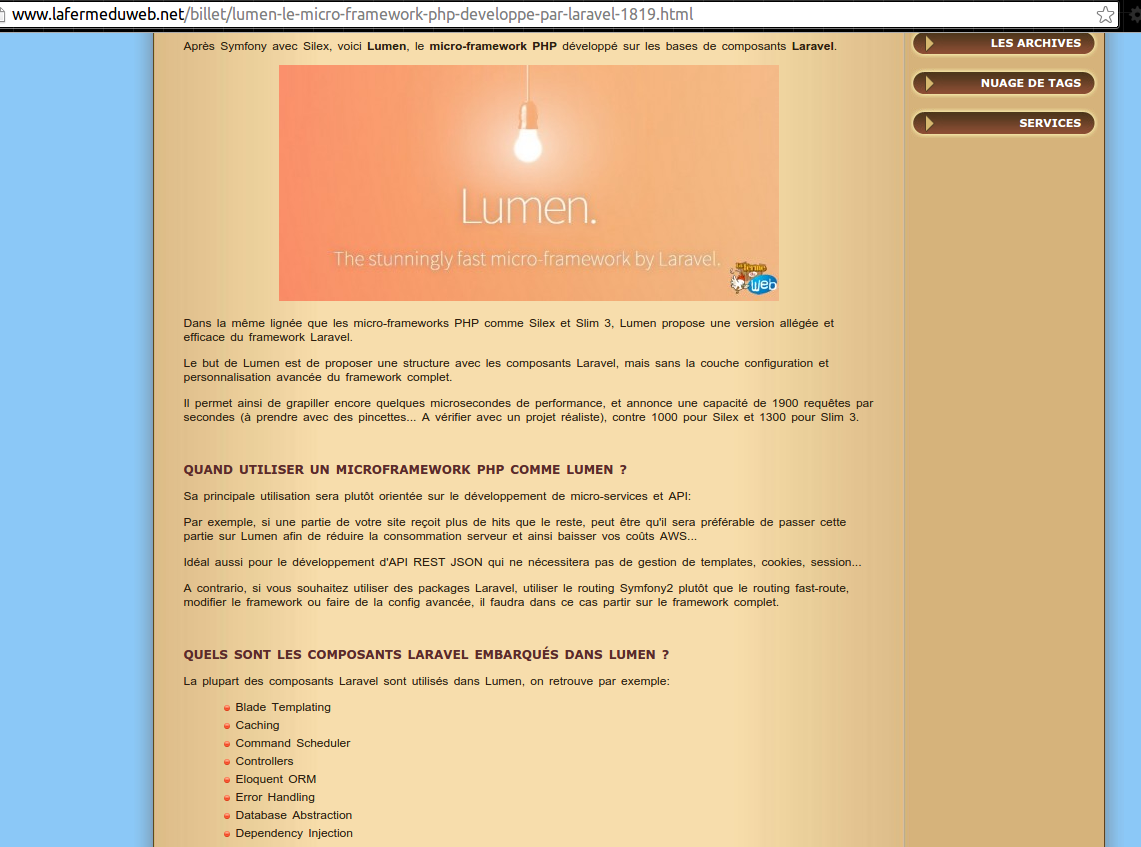 www.lafermeduweb.net/billet/lumen-le-micro-framework-php-developpe-par-laravel-1819.html
Après Symfony avec Silex, voici Lumen, le micro-framework PHP développé sur les bases de composants Laravel.
LES ARCHIVES
NUAGE DE TAGS
SERVICES
Lumen.
The stunningly fast micro-framework by Laravel.
La ferme
du
Web
Dans la même lignée que les micro-frameworks PHP comme Silex et Slim 3, Lumen propose une version allégée et
efficace du framework Laravel.
Le but de Lumen est de proposer une structure avec les composants Laravel, mais sans la couche configuration et
personnalisation avancée du framework complet.
Il permet ainsi de grapiller encore quelques microsecondes de performance, et annonce une capacité de 1900 requêtes par
secondes (à prendre avec des pincettes... A vérifier avec un projet réaliste), contre 1000 pour Silex et 1300 pour Slim 3.
QUAND UTILISER UN MICROFRAMEWORK PHP COMME LUMEN ?
Sa principale utilisation sera plutôt orientée sur le développement de micro-services et API:
Par exemple, si une partie de votre site reçoit plus de hits que le reste, peut être qu'il sera préférable de passer cette
partie sur Lumen afin de réduire la consommation serveur et ainsi baisser vos coûts AWS...
Idéal aussi pour le développement d'API REST JSON qui ne nécessitera pas de gestion de templates, cookies, session...
A contrario, si vous souhaitez utiliser des packages Laravel, utiliser le routing Symfony2 plutôt que le routing fast-route,
modifier le framework ou faire de la config avancée, il faudra dans ce cas partir sur le framework complet.
QUELS SONT LES COMPOSANTS LARAVEL EMBARQUÉS DANS LUMEN ?
La plupart des composants Laravel sont utilisés dans Lumen, on retrouve par exemple:
Blade Templating
Caching
Command Scheduler
Controllers
Eloquent ORM
Error Handling
Database Abstraction
Dependency Injection